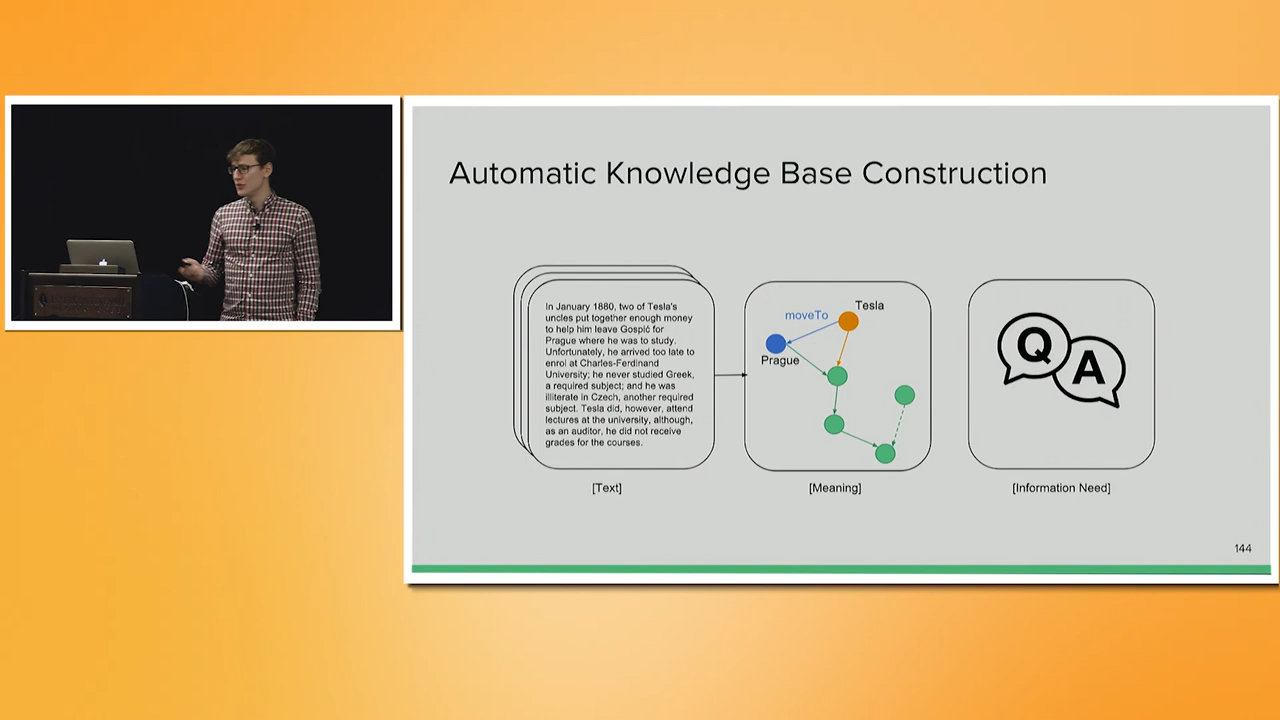 Automatic Knowledge Base Construction
In January 1880, two of Tesla's
uncles put together enough money
to help him leave Gospić for
Prague where he was to study.
Unfortunately, he arrived too late to
enrol at Charles-Ferdinand
University; he never studied Greek,
a required subject; and he was
illiterate in Czech, another required
subject. Tesla did, however, attend
lectures at the university, although,
as an auditor, he did not receive
grades for the courses.
[Text]
Tesla
moveTo
Prague
[Meaning]
Q
A
[Information Need]
144